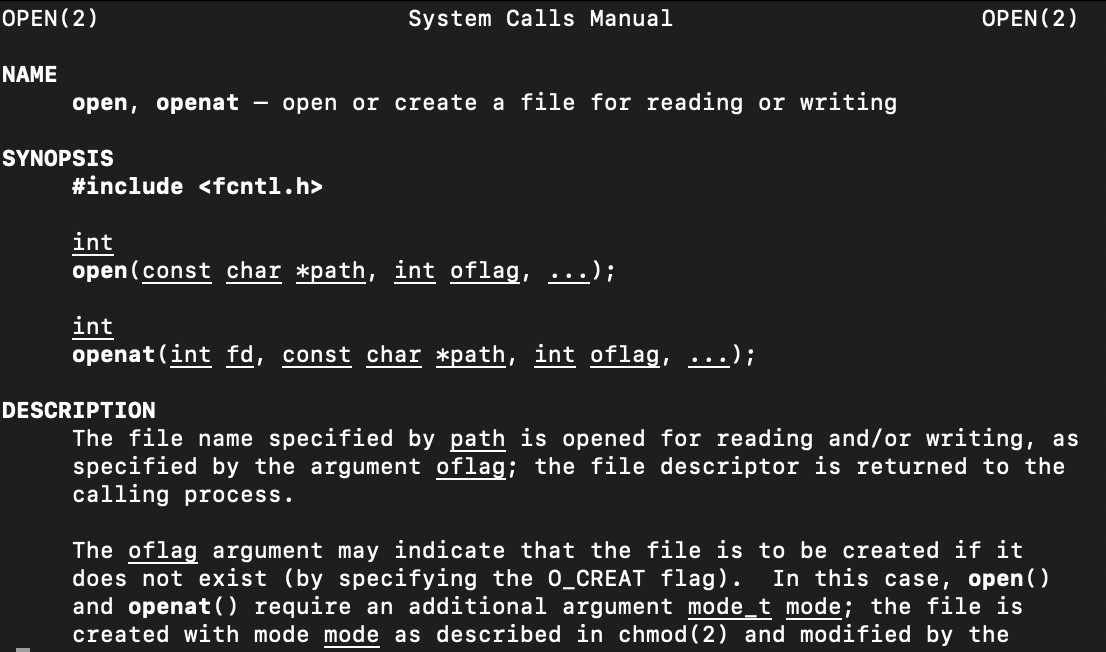 OPEN(2) System Calls Manual OPEN(2)
NAME
open, openat – open or create a file for reading or writing
SYNOPSIS
#include <fcntl.h>
int
open(const char *path, int oflag, ...);
int
openat(int fd, const char *path, int oflag, ...);
DESCRIPTION
The file name specified by path is opened for reading and/or writing, as
specified by the argument oflag; the file descriptor is returned to the
calling process.
The oflag argument may indicate that the file is to be created if it
does not exist (by specifying the O_CREAT flag).  In this case, open()
and openat() require an additional argument mode_t mode; the file is
created with mode mode as described in chmod(2) and modified by the